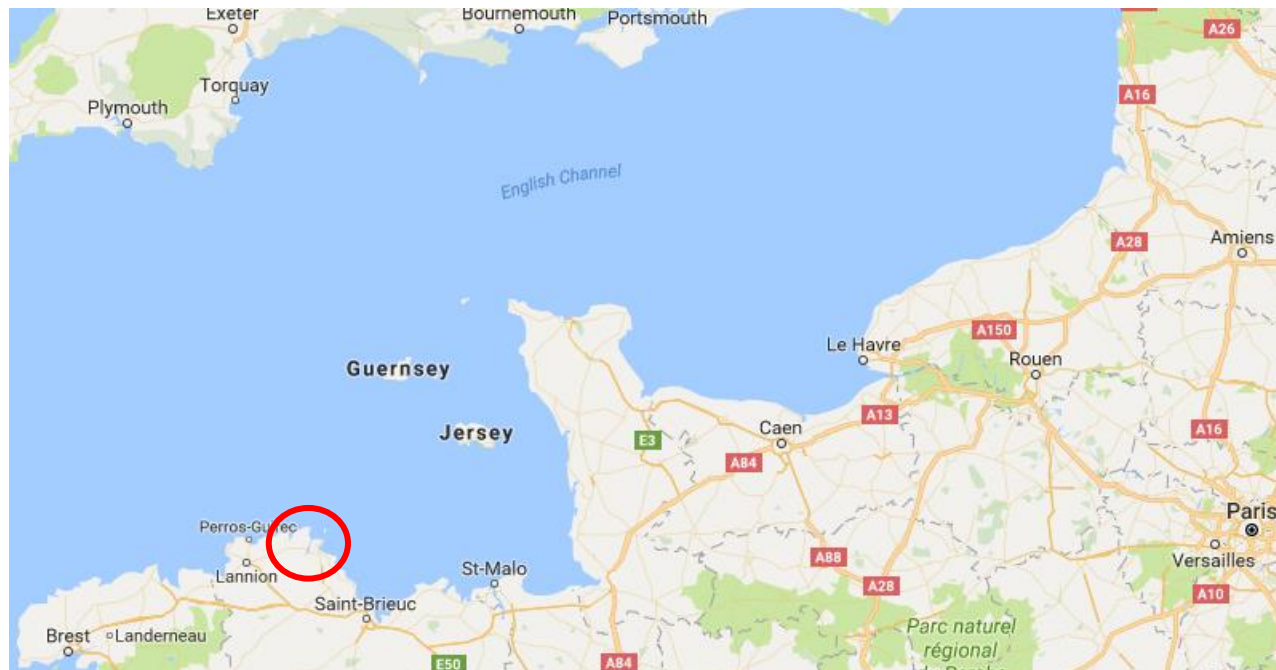 Exeter
Bournemouth
Portsmouth
A26
Torquay
A16
Plymouth
English Channel
A28
Amiens
A150
Le Havre
Rouen
Guernsey
A13
Caen
Jersey
E3
A16
A84
Paris
Perros-Guirec
A88
Versailles
St-Malo
Lannion
A28
A10
Saint-Brieuc
Parc naturel
régional
Brest
Landerneau
E50
A84